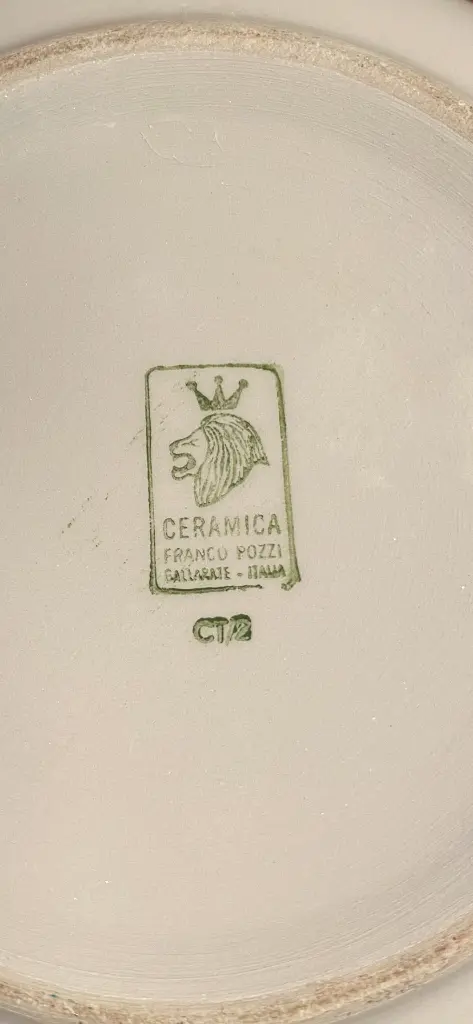 CERAMICA
FRANCO POZZI
GALLARATE - ITALIA
CT/2